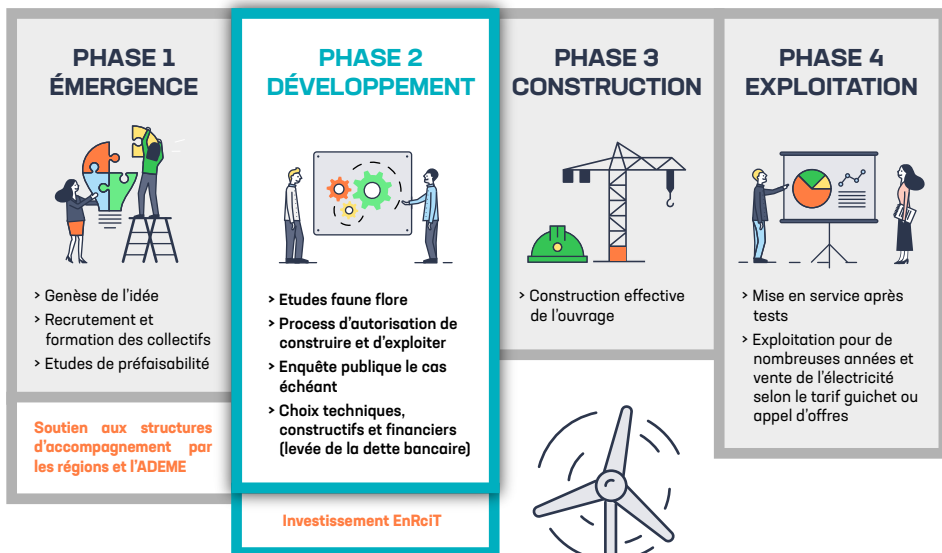 PHASE 1
ÉMERGENCE
> Genèse de l'idée
> Recrutement et
formation des collectifs
> Etudes de préfaisabilité
Soutien aux structures
d'accompagnement par
les régions et l'ADEME
PHASE 2
DÉVELOPPEMENT
> Etudes faune flore
> Process d'autorisation de
construire et d'exploiter
> Enquête publique le cas
échéant
> Choix techniques,
constructifs et financiers
(levée de la dette bancaire)
Investissement EnRciT
PHASE 3
CONSTRUCTION
> Construction effective
de l'ouvrage
PHASE 4
EXPLOITATION
> Mise en service après
tests
> Exploitation pour de
nombreuses années et
vente de l'électricité
selon le tarif guichet ou
appel d'offres